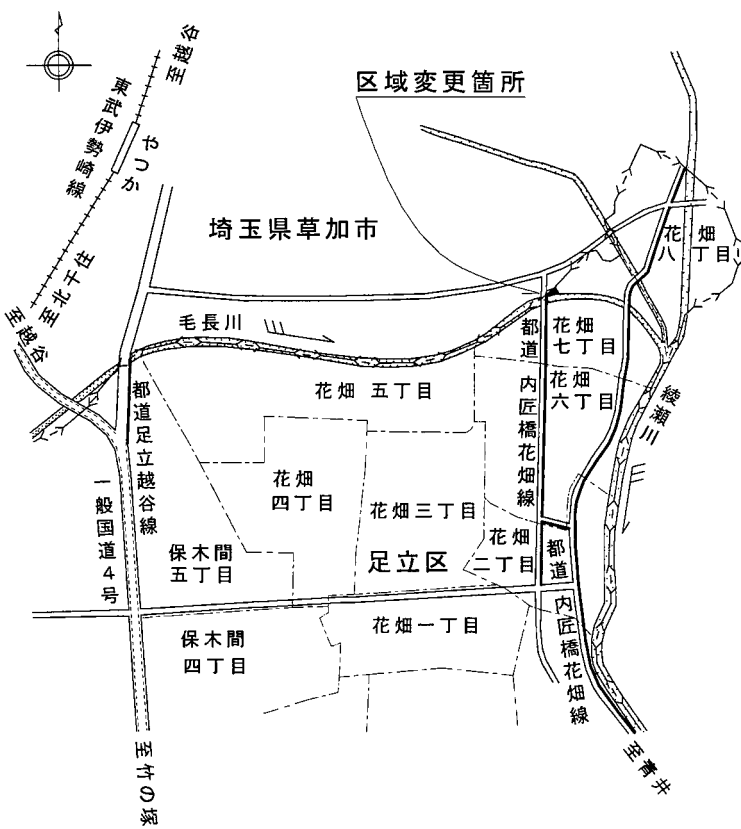 至越谷
東武伊勢崎線
やつか
至北千住
至越谷
区域変更箇所
埼玉県草加市
花畑
八丁目
毛長川
都道
内匠橋花畑線
花畑
七丁目
花畑
六丁目
花畑 五丁目
綾瀬川
都道足立越谷線
一般国道4号
花畑
四丁目
花畑三丁目
花畑
二丁目
保木間
五丁目
足立区
都道
内匠橋花畑線
花畑一丁目
保木間
四丁目
至竹の塚
至青井